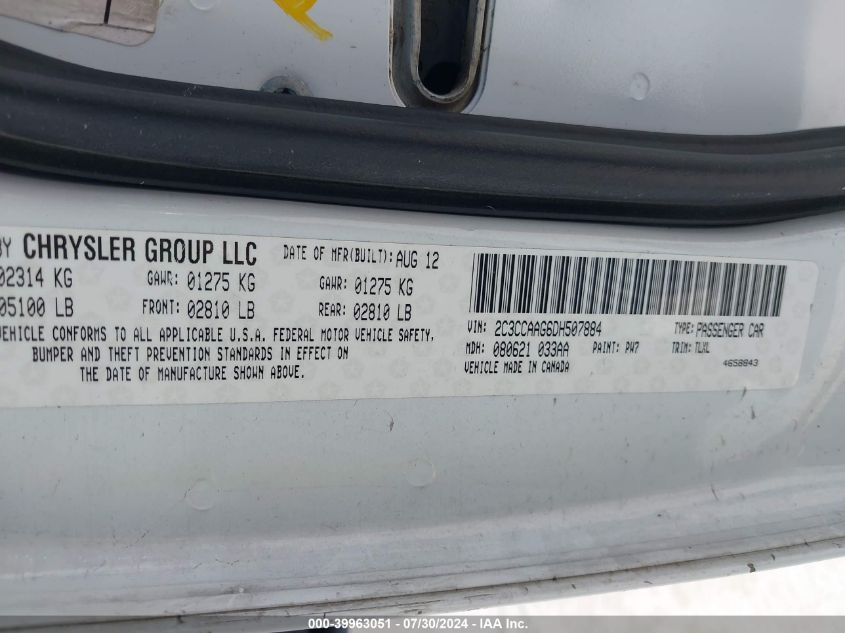 BY CHRYSLER GROUP LLC DATE OF MFR(BUILT): AUG 12
02314 KG GAWR: 01275 KG GAWR: 01275 KG
05100 LB FRONT: 02810 LB REAR: 02810 LB
VEHICLE CONFORMS TO ALL APPLICABLE U.S.A. FEDERAL MOTOR VEHICLE SAFETY,
BUMPER AND THEFT PREVENTION STANDARDS IN EFFECT ON
THE DATE OF MANUFACTURE SHOWN ABOVE.
VIN: 2C3CCAAG6DH507884 TYPE: PASSENGER CAR
MDH: 080621 033AA PAINT: PW7 TRIM: TLXL
VEHICLE MADE IN CANADA 4658843
000-39963051 - 07/30/2024 - IAAI.COM